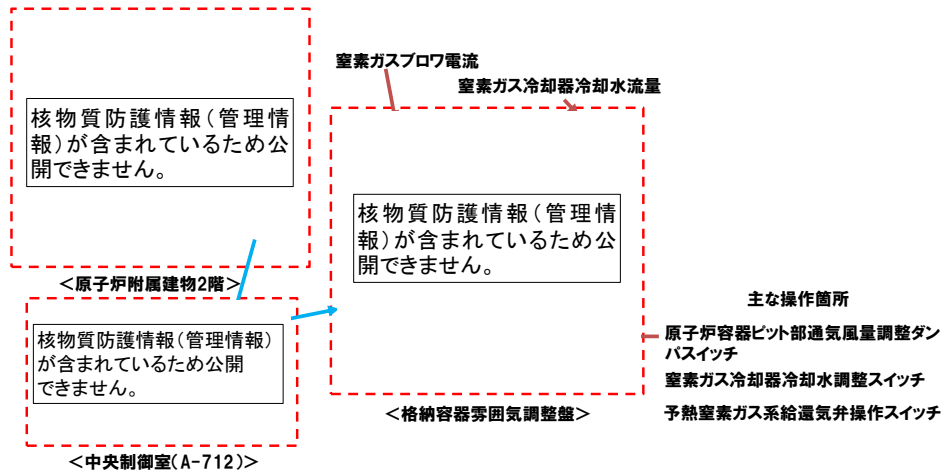 核物質防護情報(管理情
報)が含まれているため公
開できません。
<原子炉附属建物2階>
核物質防護情報(管理情報)
が含まれているため公開
できません。
<中央制御室(A-712)>
窒素ガスブロワ電流
窒素ガス冷却器冷却水流量
核物質防護情報(管理情
報)が含まれているため公
開できません。
<格納容器雰囲気調整盤>
主な操作箇所
原子炉容器ピット部通気風量調整ダン
パスイッチ
窒素ガス冷却器冷却水調整スイッチ
予熱窒素ガス系給還気弁操作スイッチ